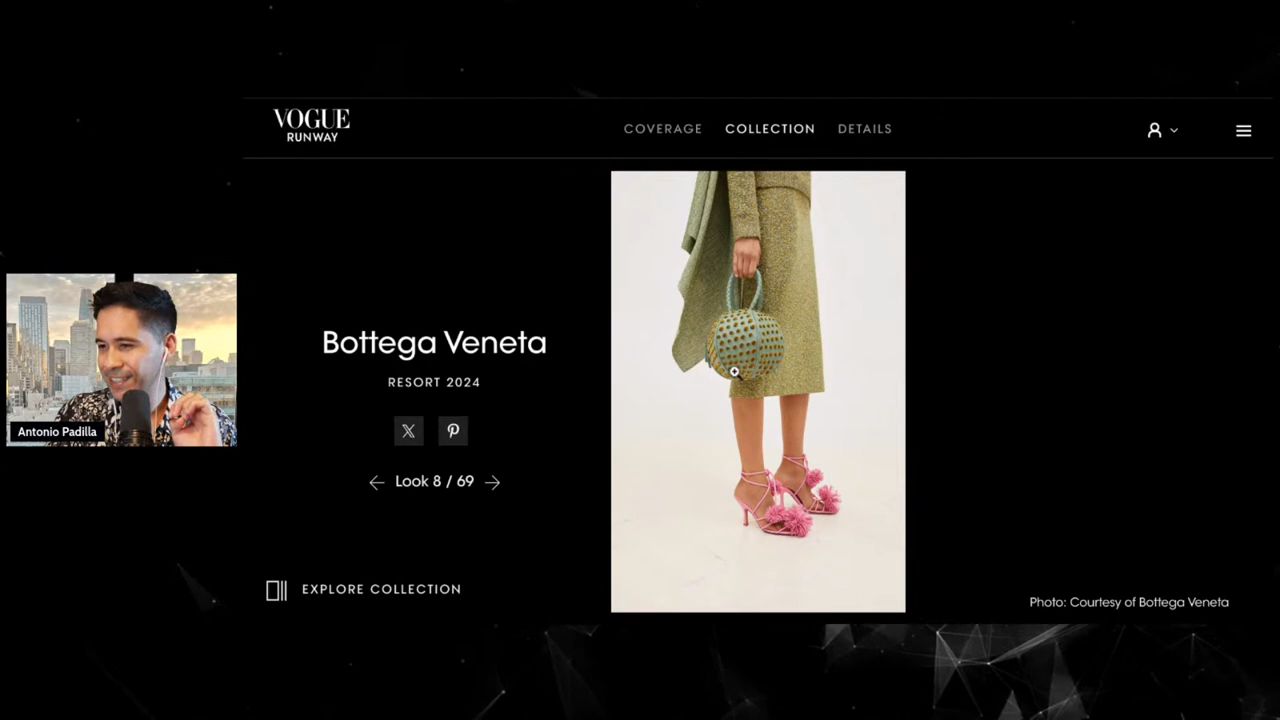 VOGUE
RUNWAY
COVERAGE COLLECTION DETAILS
Bottega Veneta
RESORT 2024
Look 8 / 69
EXPLORE COLLECTION
Photo: Courtesy of Bottega Veneta
Antonio Padilla